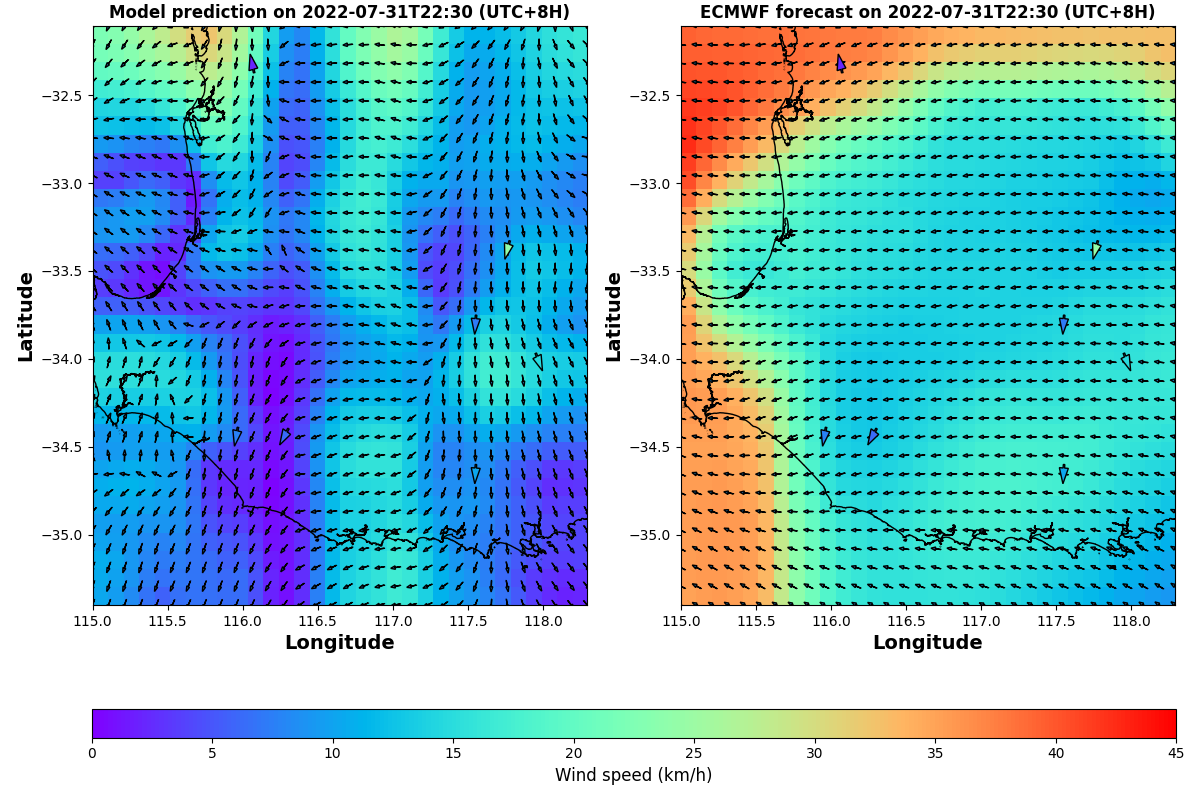 Model prediction on 2022-07-31T22:30 (UTC+8H)
ECMWF forecast on 2022-07-31T22:30 (UTC+8H)
Latitude
−32.5
−33.0
−33.5
−34.0
−34.5
−35.0
115.0 115.5 116.0 116.5 117.0 117.5 118.0
Longitude
Latitude
−32.5
−33.0
−33.5
−34.0
−34.5
−35.0
115.0 115.5 116.0 116.5 117.0 117.5 118.0
Longitude
0 5 10 15 20 25 30 35 40 45
Wind speed (km/h)